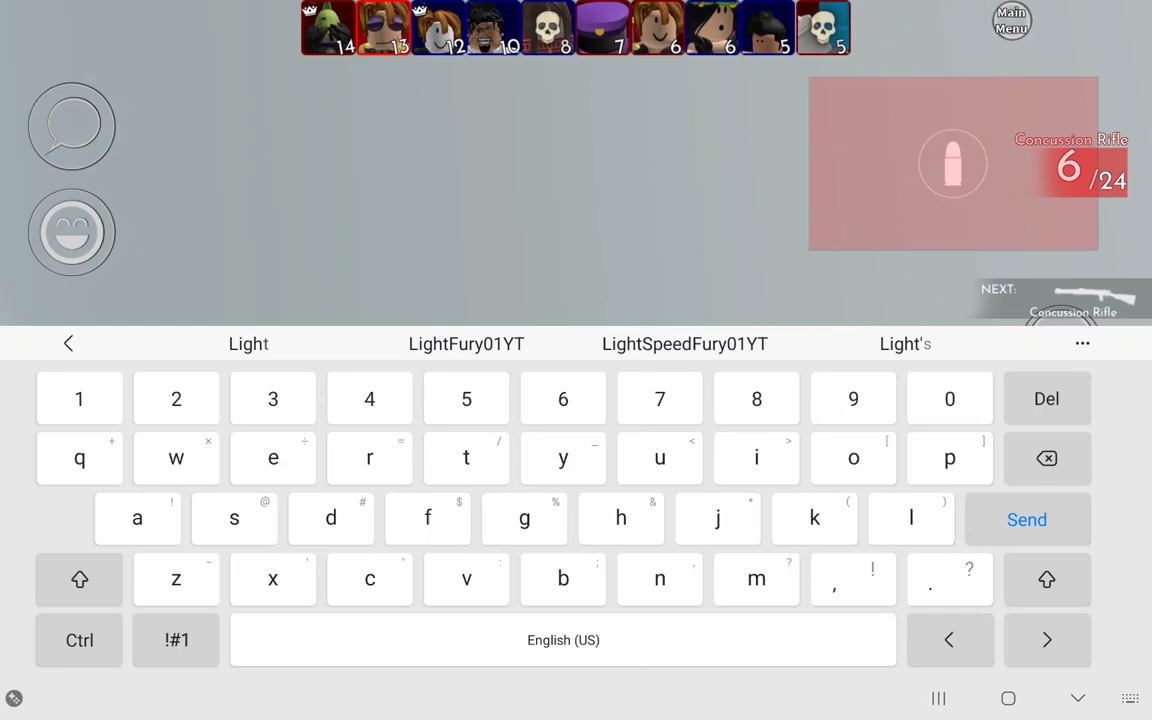 14 13 12 10 8 7 6 6 5 5
Main
Menu
Concussion Rifle
6/24
NEXT:
Concussion Rifle
Light LightFury01YT LightSpeedFury01YT Light's ...
1 2 3 4 5 6 7 8 9 0 Del
+ × ÷ = / _ < > [ ]
q w e r t y u i o p
! @ # $ % & * ( )
a s d f g h j k l Send
- ' " : ; , ? ! ?
z x c v b n m , .
Ctrl !#1 English (US) < >